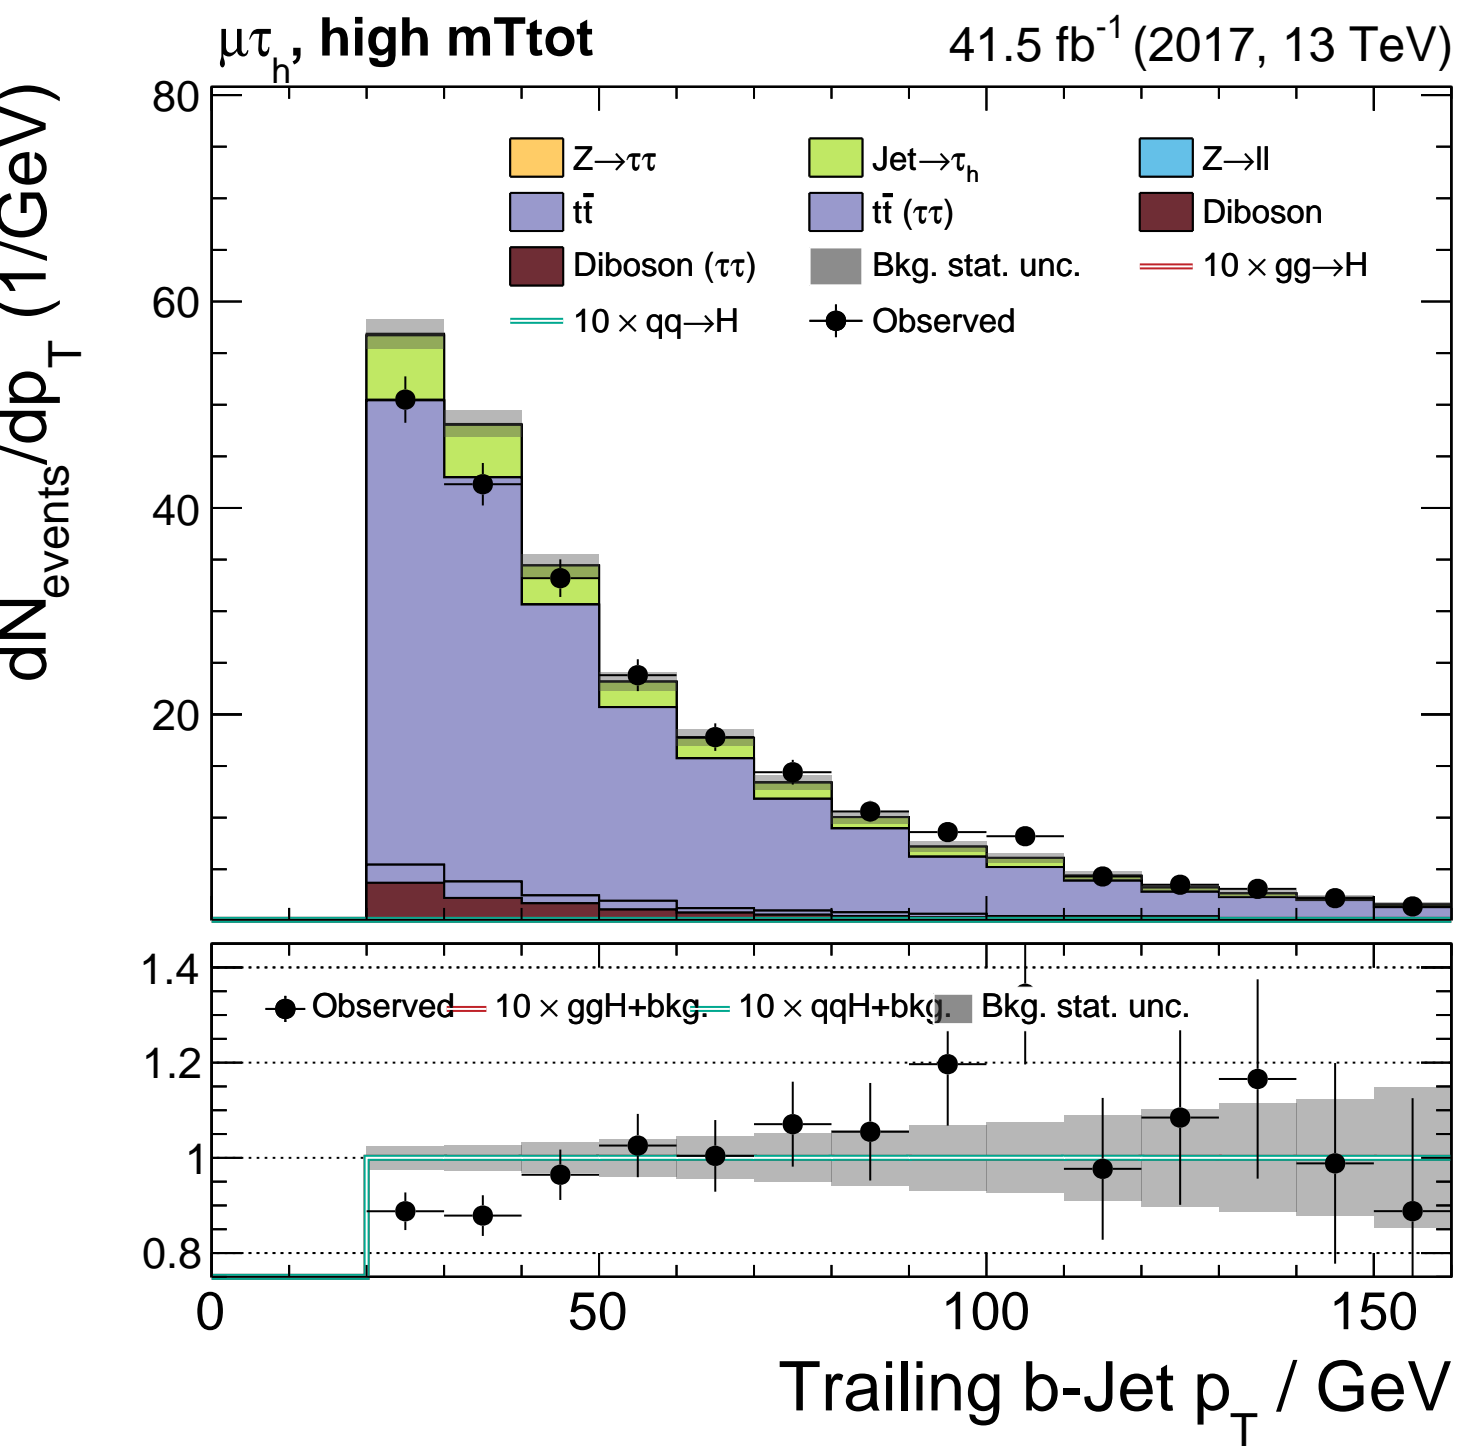 μτh, high mTtot 41.5 fb-1 (2017, 13 TeV)
dNevents/dpT (1/GeV)
80
60
40
20
Z→ττ Jet→τh Z→ll
tt̄ tt̄ (ττ) Diboson
Diboson (ττ) Bkg. stat. unc. 10 × gg→H
10 × qq→H Observed
1.4
1.2
1
0.8
Observed 10 × ggH+bkg. 10 × qqH+bkg. Bkg. stat. unc.
0 50 100 150
Trailing b-Jet pT / GeV